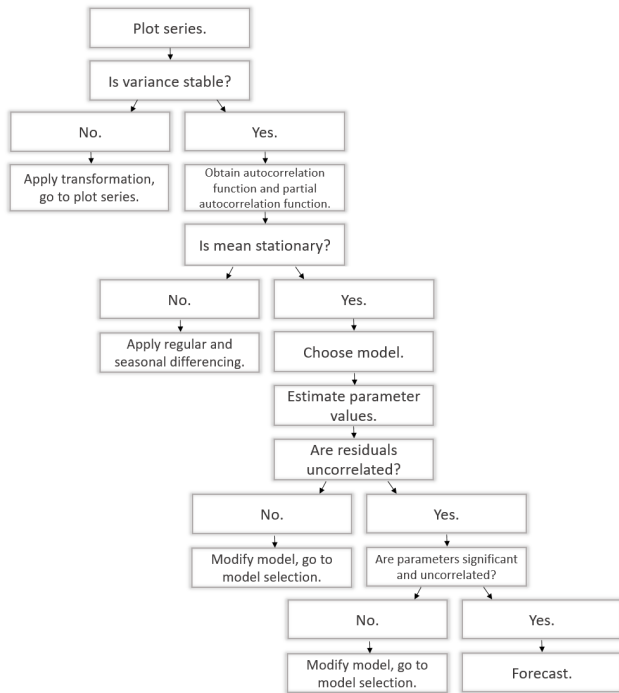 Plot series.
Is variance stable?
No.
Yes.
Apply transformation,
go to plot series.
Obtain autocorrelation
function and partial
autocorrelation function.
Is mean stationary?
No.
Yes.
Apply regular and
seasonal differencing.
Choose model.
Estimate parameter
values.
Are residuals
uncorrelated?
No.
Yes.
Modify model, go to
model selection.
Are parameters significant
and uncorrelated?
No.
Yes.
Modify model, go to
model selection.
Forecast.